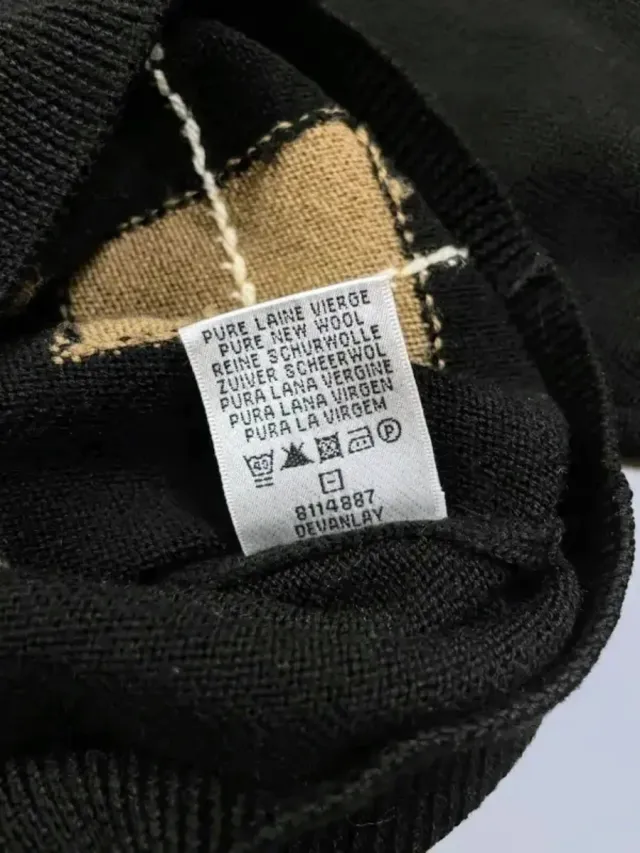 PURE LAINE VIERGE
PURE NEW WOOL
REINE SCHURWOLLE
ZUIVER SCHEERWOL
PURA LANA VERGINE
PURA LANA VIRGEN
PURA LA VIRGEM
40 P
8114887
DEVANLAY